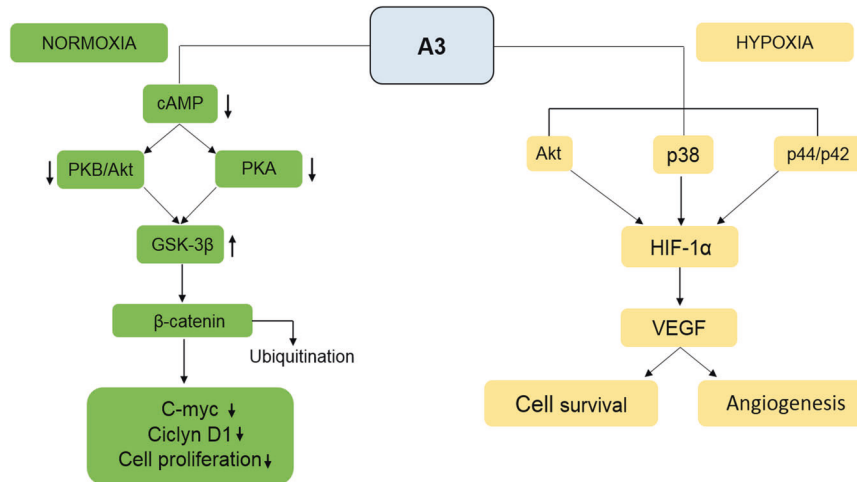 NORMOXIA
A3
HYPOXIA
cAMP
PKB/Akt
PKA
GSK-3β
β-catenin
Ubiquitination
C-myc
Ciclyn D1
Cell proliferation
Akt
p38
p44/p42
HIF-1α
VEGF
Cell survival
Angiogenesis